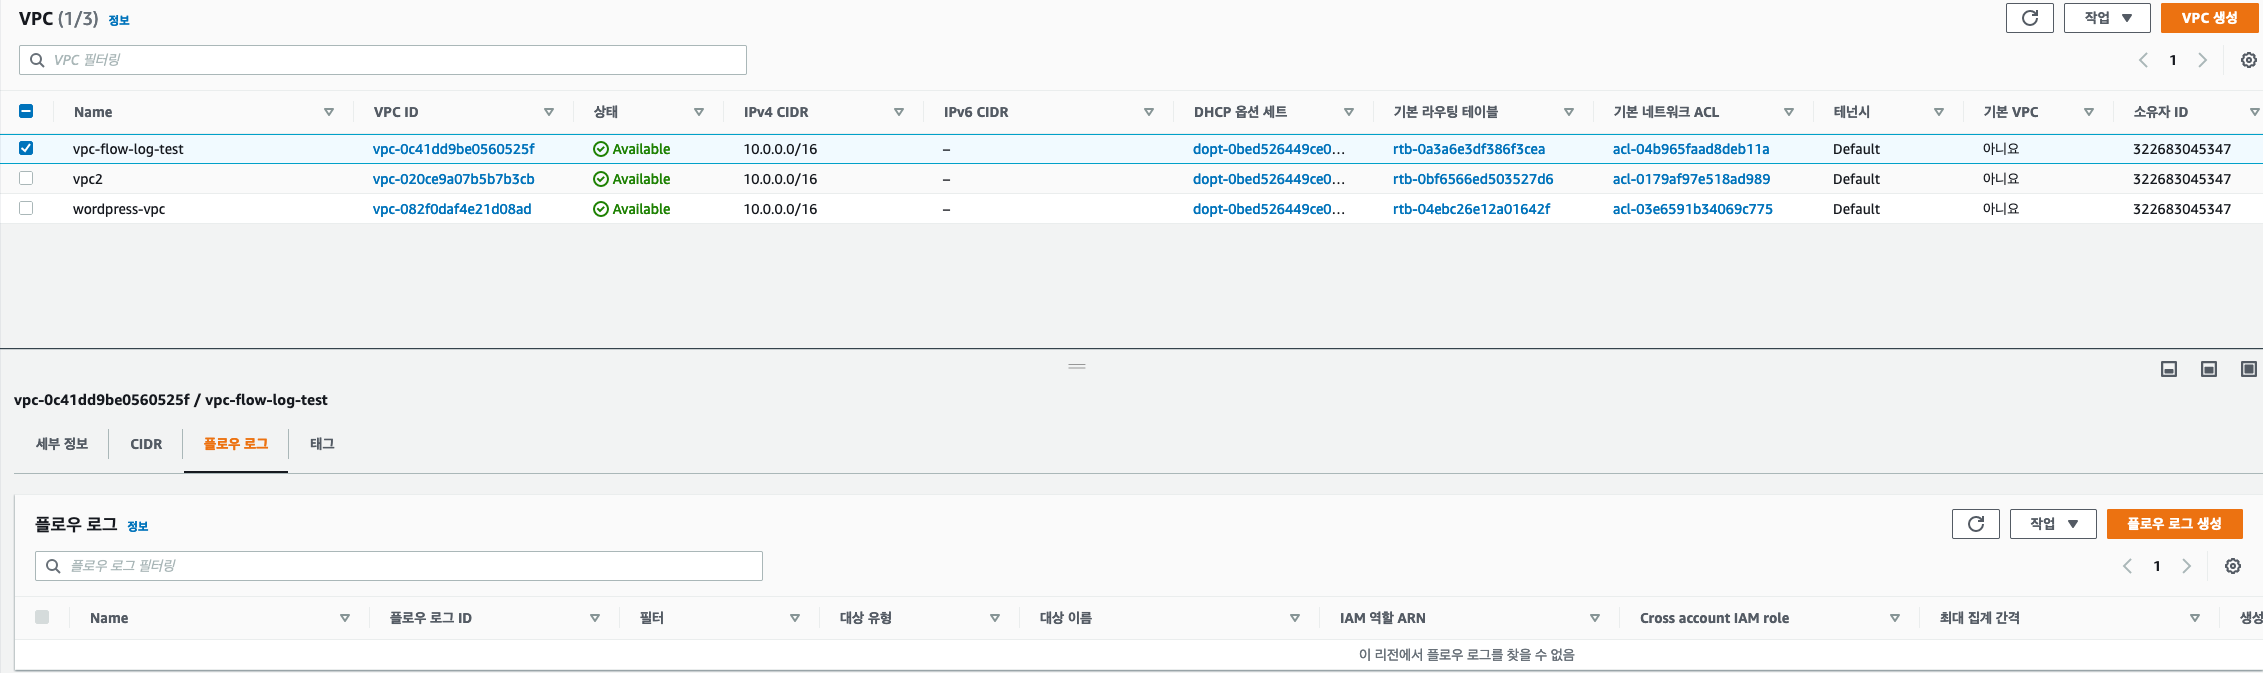 VPC (1/3) 정보
작업 VPC 생성
VPC 필터링
1
Name VPC ID 상태 IPv4 CIDR IPv6 CIDR DHCP 옵션 세트 기본 라우팅 테이블 기본 네트워크 ACL 테넌시 기본 VPC 소유자 ID
vpc-flow-log-test vpc-0c41dd9be0560525f Available 10.0.0.0/16 – dopt-0bed526449ce0... rtb-0a3a6e3df386f3cea acl-04b965faad8deb11a Default 아니요 322683045347
vpc2 vpc-020ce9a07b5b7b3cb Available 10.0.0.0/16 – dopt-0bed526449ce0... rtb-0bf6566ed503527d6 acl-0179af97e518ad989 Default 아니요 322683045347
wordpress-vpc vpc-082f0daf4e21d08ad Available 10.0.0.0/16 – dopt-0bed526449ce0... rtb-04ebc26e12a01642f acl-03e6591b34069c775 Default 아니요 322683045347
vpc-0c41dd9be0560525f / vpc-flow-log-test
세부 정보 CIDR 플로우 로그 태그
플로우 로그 정보
작업 플로우 로그 생성
플로우 로그 필터링
1
Name 플로우 로그 ID 필터 대상 유형 대상 이름 IAM 역할 ARN Cross account IAM role 최대 집계 간격 생성
이 리전에서 플로우 로그를 찾을 수 없음